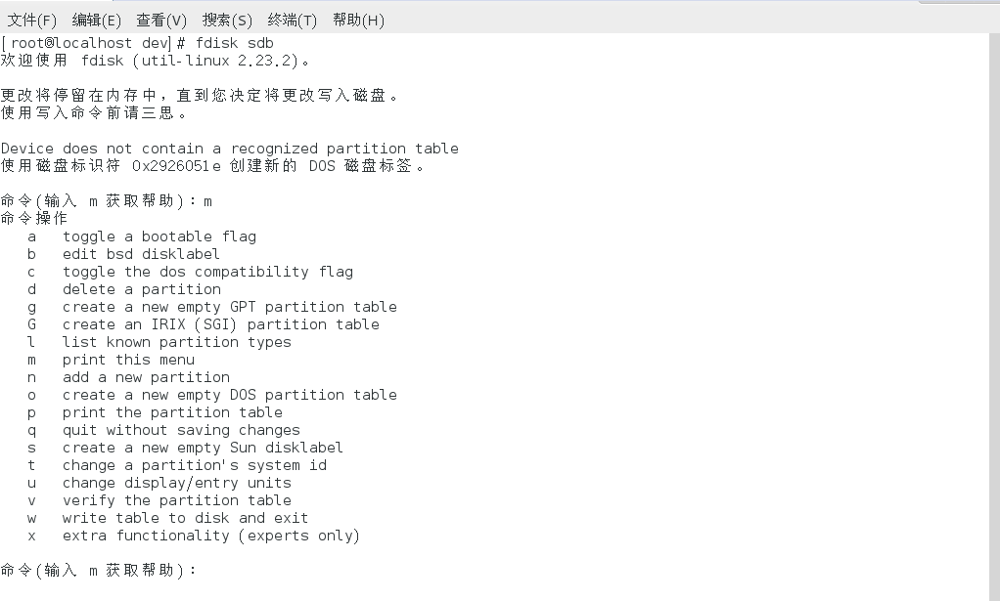 文件(F) 编辑(E) 查看(V) 搜索(S) 终端(T) 帮助(H)
[root@localhost dev]# fdisk sdb
欢迎使用 fdisk (util-linux 2.23.2)。
更改将停留在内存中，直到您决定将更改写入磁盘。
使用写入命令前请三思。
Device does not contain a recognized partition table
使用磁盘标识符 0x2926051e 创建新的 DOS 磁盘标签。
命令(输入 m 获取帮助)：m
命令操作
a toggle a bootable flag
b edit bsd disklabel
c toggle the dos compatibility flag
d delete a partition
g create a new empty GPT partition table
G create an IRIX (SGI) partition table
l list known partition types
m print this menu
n add a new partition
o create a new empty DOS partition table
p print the partition table
q quit without saving changes
s create a new empty Sun disklabel
t change a partition's system id
u change display/entry units
v verify the partition table
w write table to disk and exit
x extra functionality (experts only)
命令(输入 m 获取帮助)：